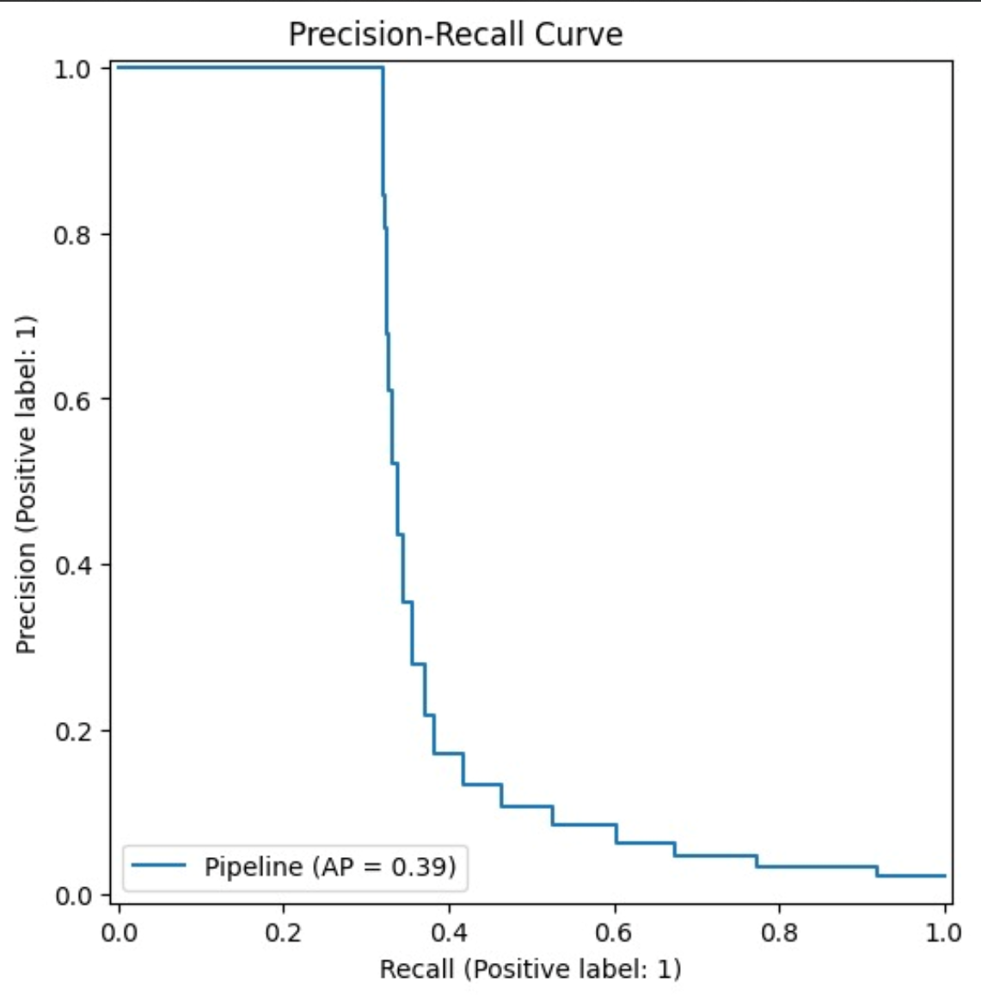 Precision-Recall Curve
1.0
0.8
0.6
0.4
0.2
0.0
Precision (Positive label: 1)
Pipeline (AP = 0.39)
0.0 0.2 0.4 0.6 0.8 1.0
Recall (Positive label: 1)